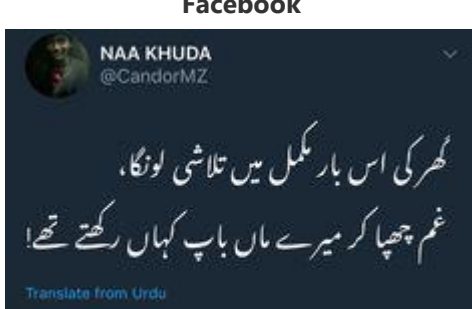 Facebook
NAA KHUDA
@CandorMZ
گھر کی اس بار مکمل میں تلاشی لونگا،
غم چھپا کر میرے ماں باپ کہاں رکھتے تھے!
Translate from Urdu